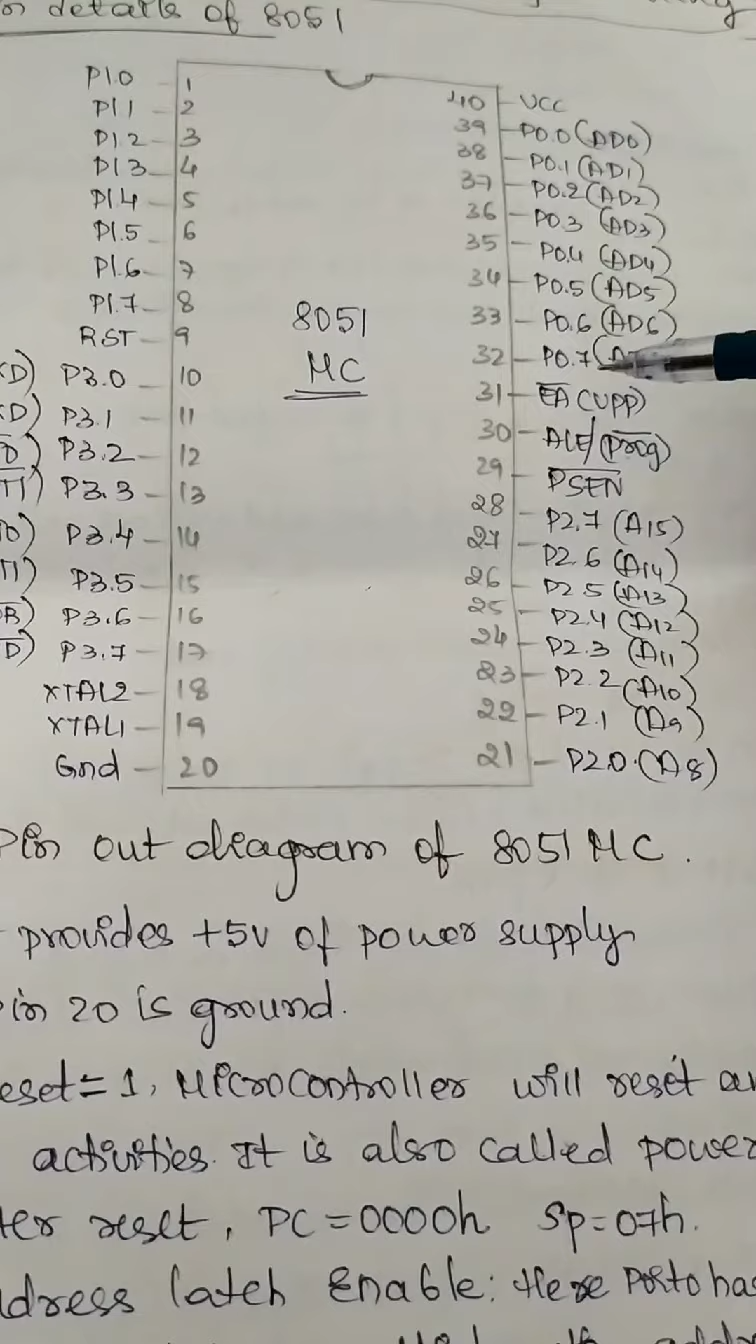 details of 8051
P1.0 1
P1.1 2
P1.2 3
P1.3 4
P1.4 5
P1.5 6
P1.6 7
P1.7 8
RST 9
D) P3.0 10
D) P3.1 11
P3.2 12
P3.3 13
P3.4 14
P3.5 15
P3.6 16
D) P3.7 17
XTAL2 18
XTAL1 19
Gnd 20
8051
MC
40 VCC
39 P0.0 (AD0)
38 P0.1 (AD1)
37 P0.2 (AD2)
36 P0.3 (AD3)
35 P0.4 (AD4)
34 P0.5 (AD5)
33 P0.6 (AD6)
32 P0.7 (A
31 EA (VPP)
30 ALE/(Prog)
29 PSEN
28 P2.7 (A15)
27 P2.6 (A14)
26 P2.5 (A13)
25 P2.4 (A12)
24 P2.3 (A11)
23 P2.2 (A10)
22 P2.1 (A9)
21 P2.0 (A8)
Pin out diagram of 8051 MC.
provides +5V of power supply
in 20 is ground.
eset = 1, Microcontroller will reset
activities. It is also called power
ter reset, PC = 0000h SP = 07h.
ddress latch Enable: Here Port0 has